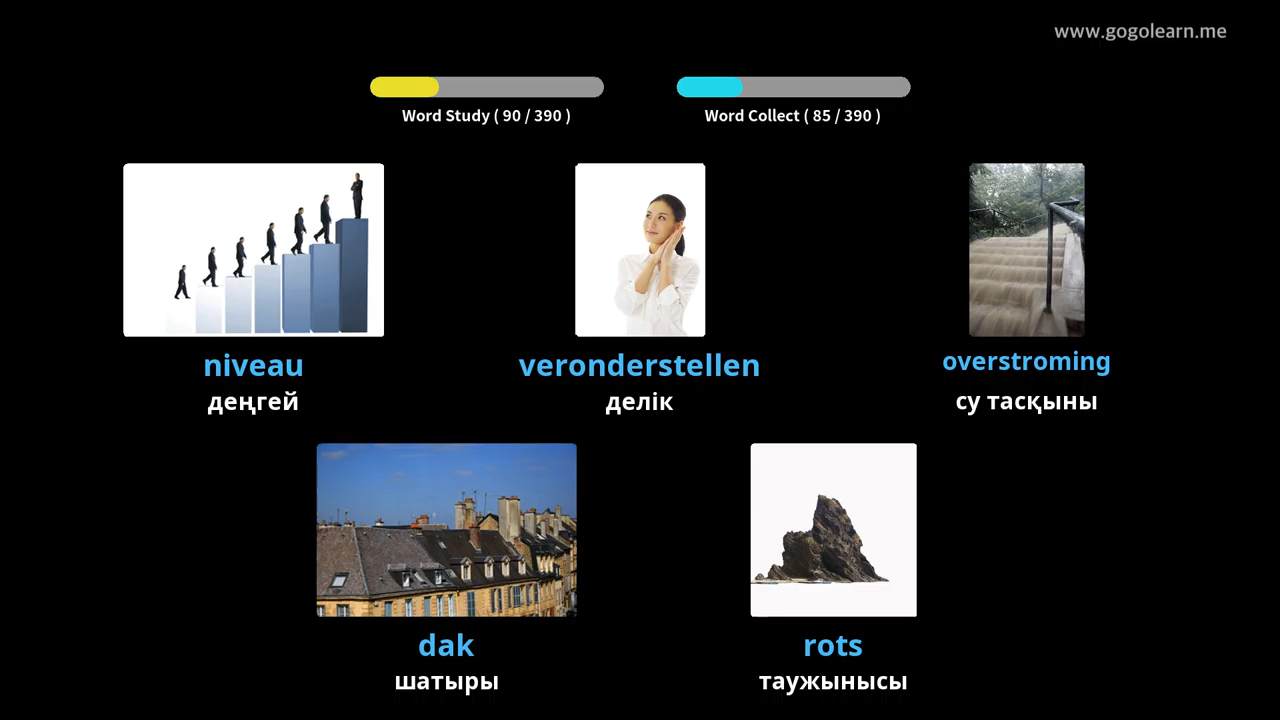 www.gogolearn.me
Word Study ( 90 / 390 )
Word Collect ( 85 / 390 )
niveau
деңгей
veronderstellen
делік
overstroming
су тасқыны
dak
шатыры
rots
таужынысы